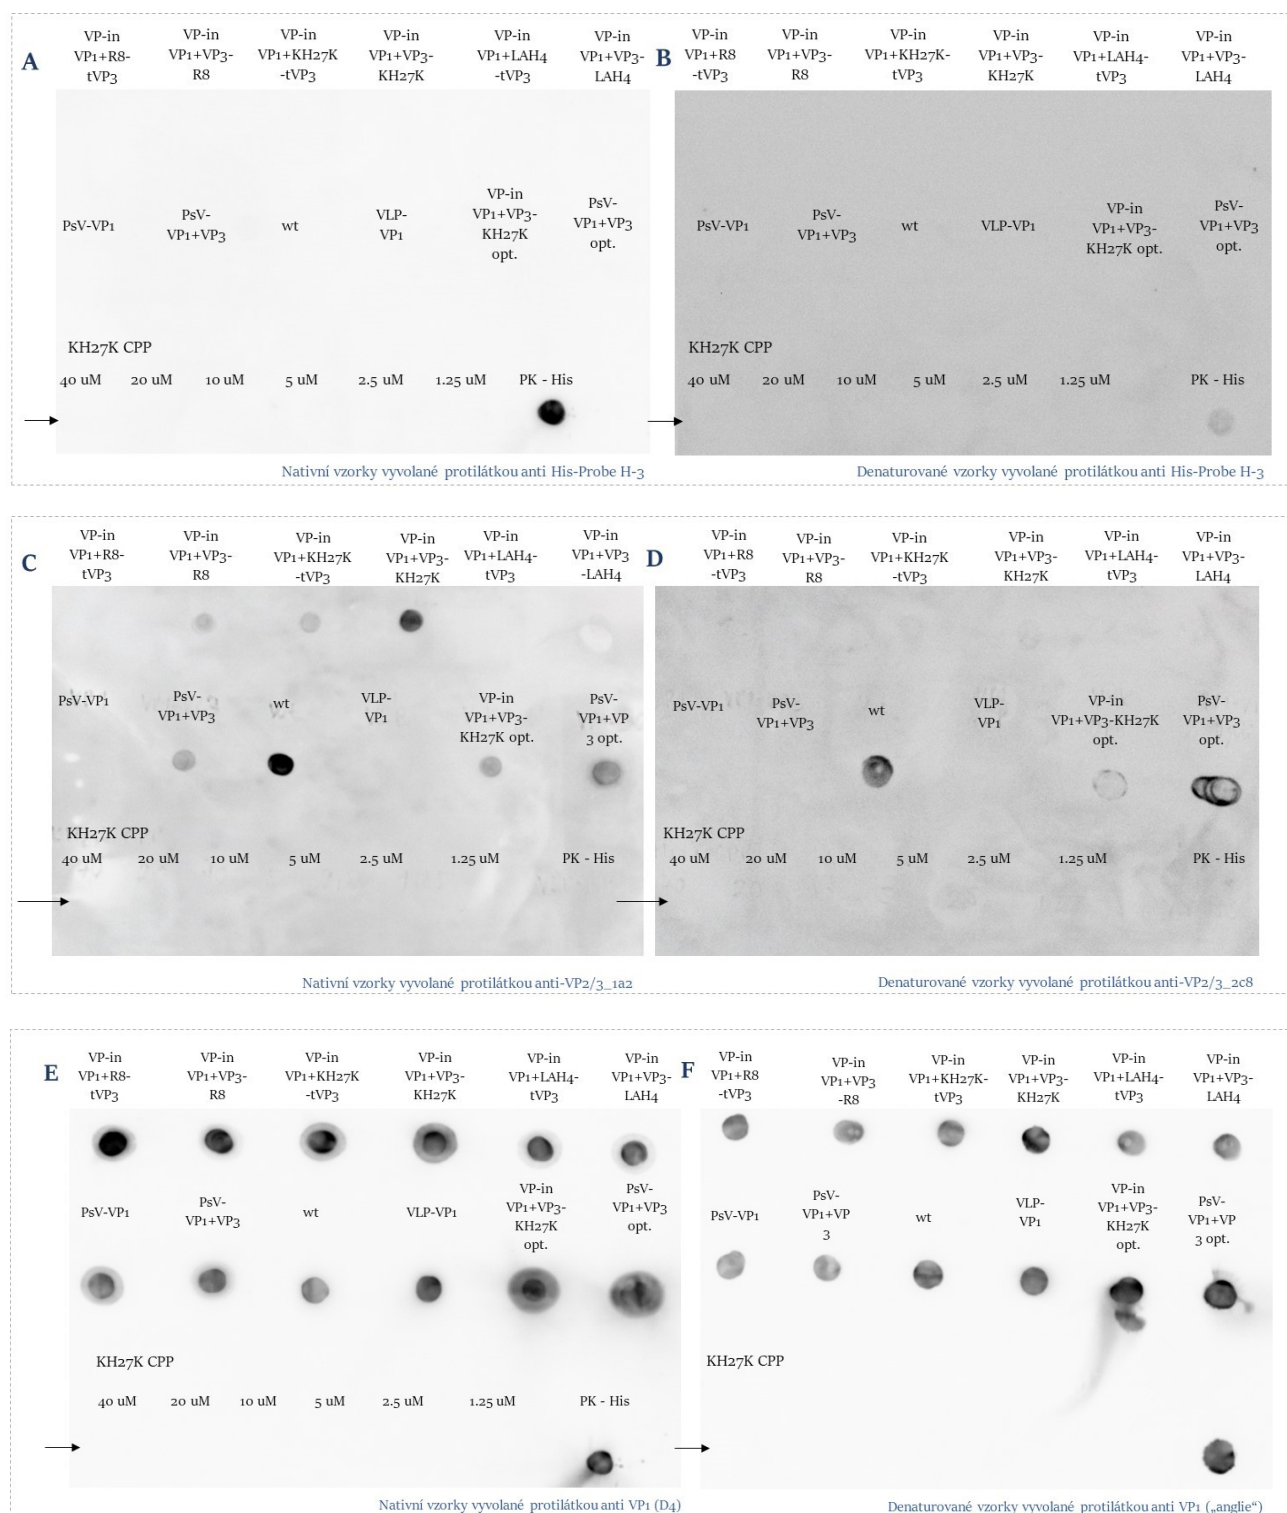 A
VP-in
VP1+R8-
tVP3
VP-in
VP1+VP3-
R8
VP-in
VP1+KH27K
-tVP3
VP-in
VP1+VP3-
KH27K
VP-in
VP1+LAH4
-tVP3
VP-in
VP1+VP3-
LAH4
PsV-VP1
PsV-
VP1+VP3
wt
VLP-
VP1
VP-in
VP1+VP3-
KH27K
opt.
PsV-
VP1+VP3
opt.
KH27K CPP
40 uM 20 uM 10 uM 5 uM 2.5 uM 1.25 uM PK - His
Nativní vzorky vyvolané protilátkou anti His-Probe H-3
B
VP-in
VP1+R8
-tVP3
VP-in
VP1+VP3-
R8
VP-in
VP1+KH27K-
tVP3
VP-in
VP1+VP3-
KH27K
VP-in
VP1+LAH4-
tVP3
VP-in
VP1+VP3-
LAH4
PsV-VP1
PsV-
VP1+VP3
wt
VLP-VP1
VP-in
VP1+VP3-
KH27K opt.
PsV-
VP1+VP3
opt.
KH27K CPP
40 uM 20 uM 10 uM 5 uM 2.5 uM 1.25 uM PK - His
Denaturované vzorky vyvolané protilátkou anti His-Probe H-3
C
VP-in
VP1+R8-
tVP3
VP-in
VP1+VP3-
R8
VP-in
VP1+KH27K
-tVP3
VP-in
VP1+VP3-
KH27K
VP-in
VP1+LAH4-
tVP3
VP-in
VP1+VP3
-LAH4
PsV-VP1
PsV-
VP1+VP3
wt
VLP-
VP1
VP-in
VP1+VP3-
KH27K opt.
PsV-
VP1+VP
3 opt.
KH27K CPP
40 uM 20 uM 10 uM 5 uM 2.5 uM 1.25 uM PK - His
Nativní vzorky vyvolané protilátkou anti-VP2/3_1a2
D
VP-in
VP1+R8
-tVP3
VP-in
VP1+VP3-
R8
VP-in
VP1+KH27K
-tVP3
VP-in
VP1+VP3-
KH27K
VP-in
VP1+LAH4-
tVP3
VP-in
VP1+VP3-
LAH4
PsV-VP1
PsV-
VP1+VP3
wt
VLP-
VP1
VP-in
VP1+VP3-KH27K
opt.
PsV-
VP1+VP3
opt.
KH27K CPP
40 uM 20 uM 10 uM 5 uM 2.5 uM 1.25 uM PK - His
Denaturované vzorky vyvolané protilátkou anti-VP2/3_2c8
E
VP-in
VP1+R8-
tVP3
VP-in
VP1+VP3-
R8
VP-in
VP1+KH27K
-tVP3
VP-in
VP1+VP3-
KH27K
VP-in
VP1+LAH4-
tVP3
VP-in
VP1+VP3-
LAH4
PsV-VP1
PsV-
VP1+VP3
wt
VLP-VP1
VP-in
VP1+VP3-
KH27K
opt.
PsV-
VP1+VP3
opt.
KH27K CPP
40 uM 20 uM 10 uM 5 uM 2.5 uM 1.25 uM PK - His
Nativní vzorky vyvolané protilátkou anti VP1 (D4)
F
VP-in
VP1+R8
-tVP3
VP-in
VP1+VP3
-R8
VP-in
VP1+KH27K-
tVP3
VP-in
VP1+VP3-
KH27K
VP-in
VP1+LAH4-
tVP3
VP-in
VP1+VP3-
LAH4
PsV-VP1
PsV-
VP1+VP
3
wt
VLP-
VP1
VP-in
VP1+VP3-
KH27K
opt.
PsV-
VP1+VP
3 opt.
KH27K CPP
Denaturované vzorky vyvolané protilátkou anti VP1 („anglie“)